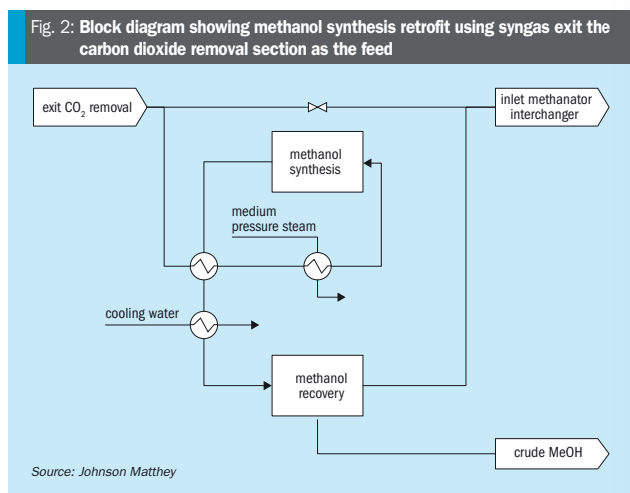 Fig. 2: Block diagram showing methanol synthesis retrofit using syngas exit the
carbon dioxide removal section as the feed
exit CO₂ removal
inlet methanator
interchanger
methanol
synthesis
medium
pressure steam
cooling water
methanol
recovery
crude MeOH
Source: Johnson Matthey